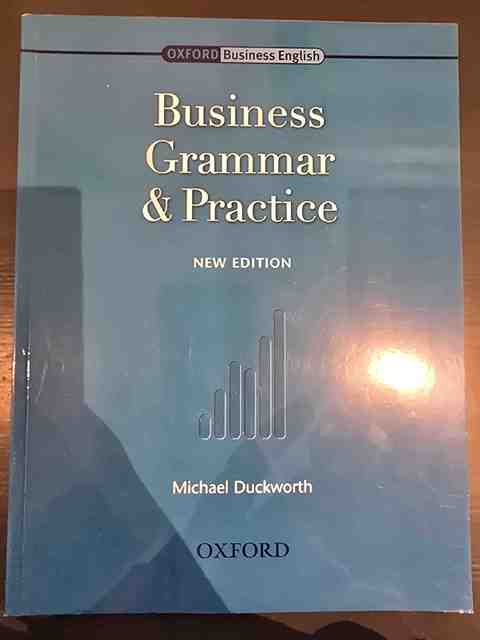 OXFORD Business English
Business
Grammar
& Practice
NEW EDITION
Michael Duckworth
OXFORD